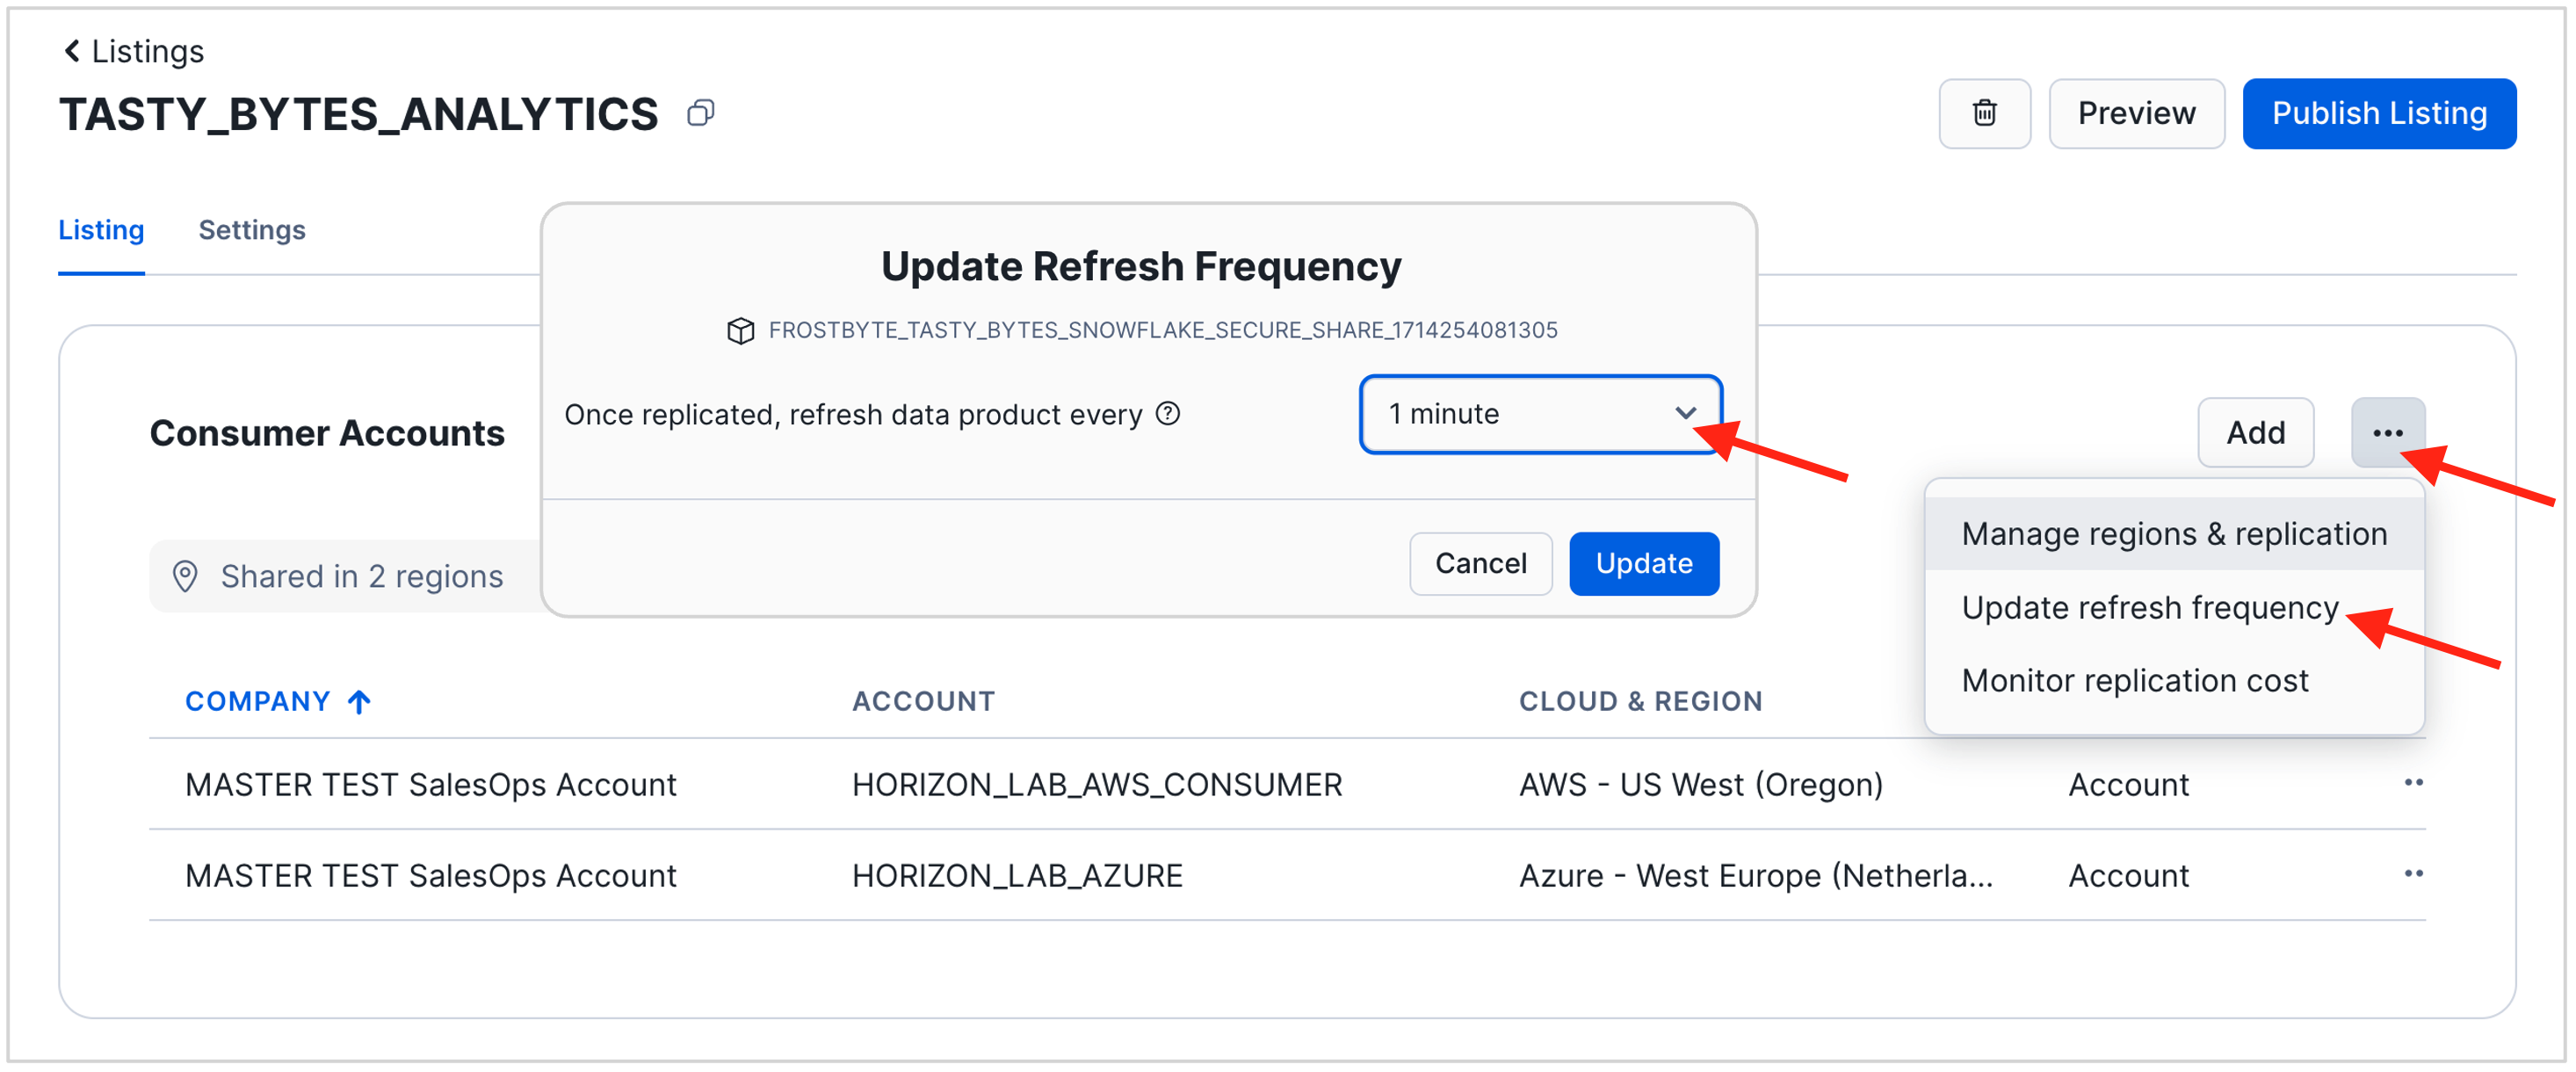 Listings
TASTY_BYTES_ANALYTICS
Preview
Publish Listing
Listing
Settings
Update Refresh Frequency
FROSTBYTE_TASTY_BYTES_SNOWFLAKE_SECURE_SHARE_1714254081305
Once replicated, refresh data product every
1 minute
Cancel
Update
Consumer Accounts
Add
Manage regions & replication
Update refresh frequency
Monitor replication cost
Shared in 2 regions
COMPANY ACCOUNT CLOUD & REGION
MASTER TEST SalesOps Account HORIZON_LAB_AWS_CONSUMER AWS - US West (Oregon) Account
MASTER TEST SalesOps Account HORIZON_LAB_AZURE Azure - West Europe (Netherla... Account